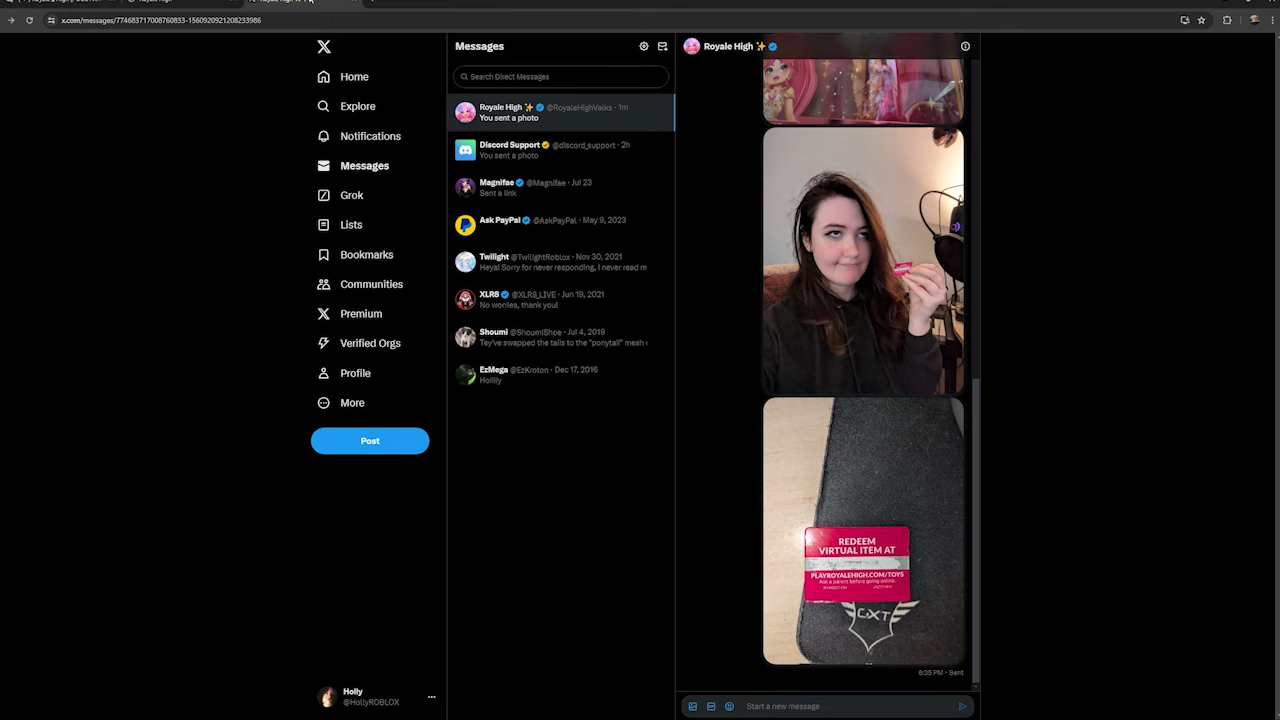 x.com/messages/774683717008760833-1560920921208233986
Home
Explore
Notifications
Messages
Grok
Lists
Bookmarks
Communities
Premium
Verified Orgs
Profile
More
Post
Holly
@HollyROBLOX
Messages
Search Direct Messages
Royale High ✨ @RoyaleHighValks · 1m
You sent a photo
Discord Support @discord_support · 2h
You sent a photo
Magnifae @Magnifae · Jul 23
Sent a link
Ask PayPal @AskPayPal · May 9, 2023
Twilight @TwilightRoblox · Nov 30, 2021
Heya! Sorry for never responding, I never read m
XLR8 @XLR8_LIVE · Jun 19, 2021
No worries, thank you!
Shoumi @ShoumiShoe · Jul 4, 2019
Tey've swapped the tails to the "ponytail" mesh
EzMega @EzKroton · Dec 17, 2016
Royale High ✨
REDEEM
VIRTUAL ITEM AT
PLAYROYALEHIGH.COM/TOYS
Ask a parent before going online.
6:35 PM · Sent
Start a new message